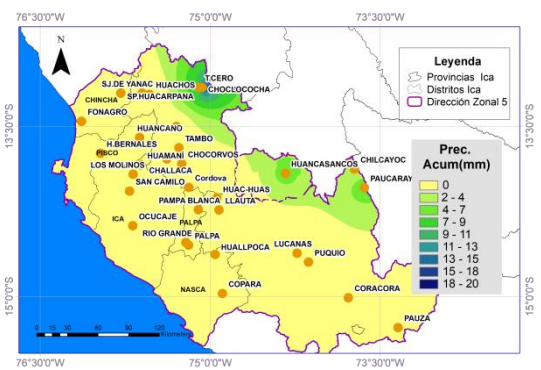 76°30'0"W 75°0'0"W 73°30'0"W
N
Leyenda
Provincias Ica
Distritos Ica
Dirección Zonal 5
T.CERO
S.J.DE YANAC HUACHOS CHOCLOCOCHA
CHINCHA SP.HUACARPANA
FONAGRO
13°30'0"S 13°30'0"S
HUANCANO
H.BERNALES TAMBO
PISCO HUAMANI CHOCORVOS
LOS MOLINOS CHALLACA
SAN CAMILO Cordova
HUANCASANCOS CHILCAYOC
PAUCARAY
HUAC-HUAS
PAMPA BLANCA LLAUTA
ICA OCUCAJE PALPA
RIO GRANDE PALPA
HUALLPOCA LUCANAS
PUQUIO
NASCA COPARA
CORACORA
PAUZA
Prec.
Acum(mm)
0
2 - 4
4 - 7
7 - 9
9 - 11
11 - 13
13 - 15
15 - 18
18 - 20
15°0'0"S 15°0'0"S
0 15 30 60 90 120
Kilometers
76°30'0"W 75°0'0"W 73°30'0"W